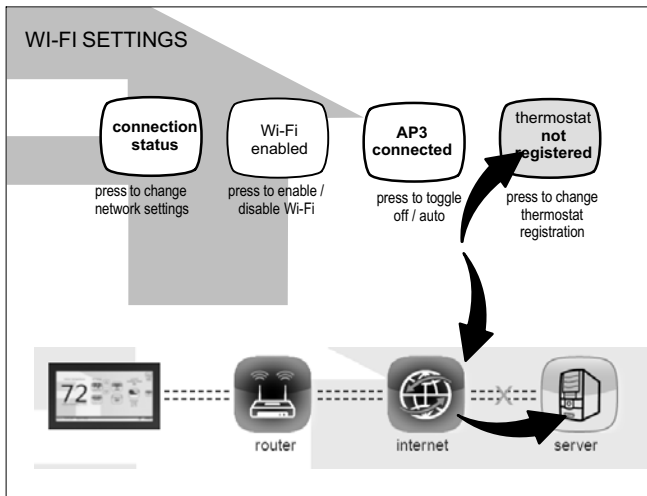 WI-FI SETTINGS
connection
status
Wi-Fi
enabled
AP3
connected
thermostat
not
registered
press to change
network settings
press to enable /
disable Wi-Fi
press to toggle
off / auto
press to change
thermostat
registration
72
router
internet
server